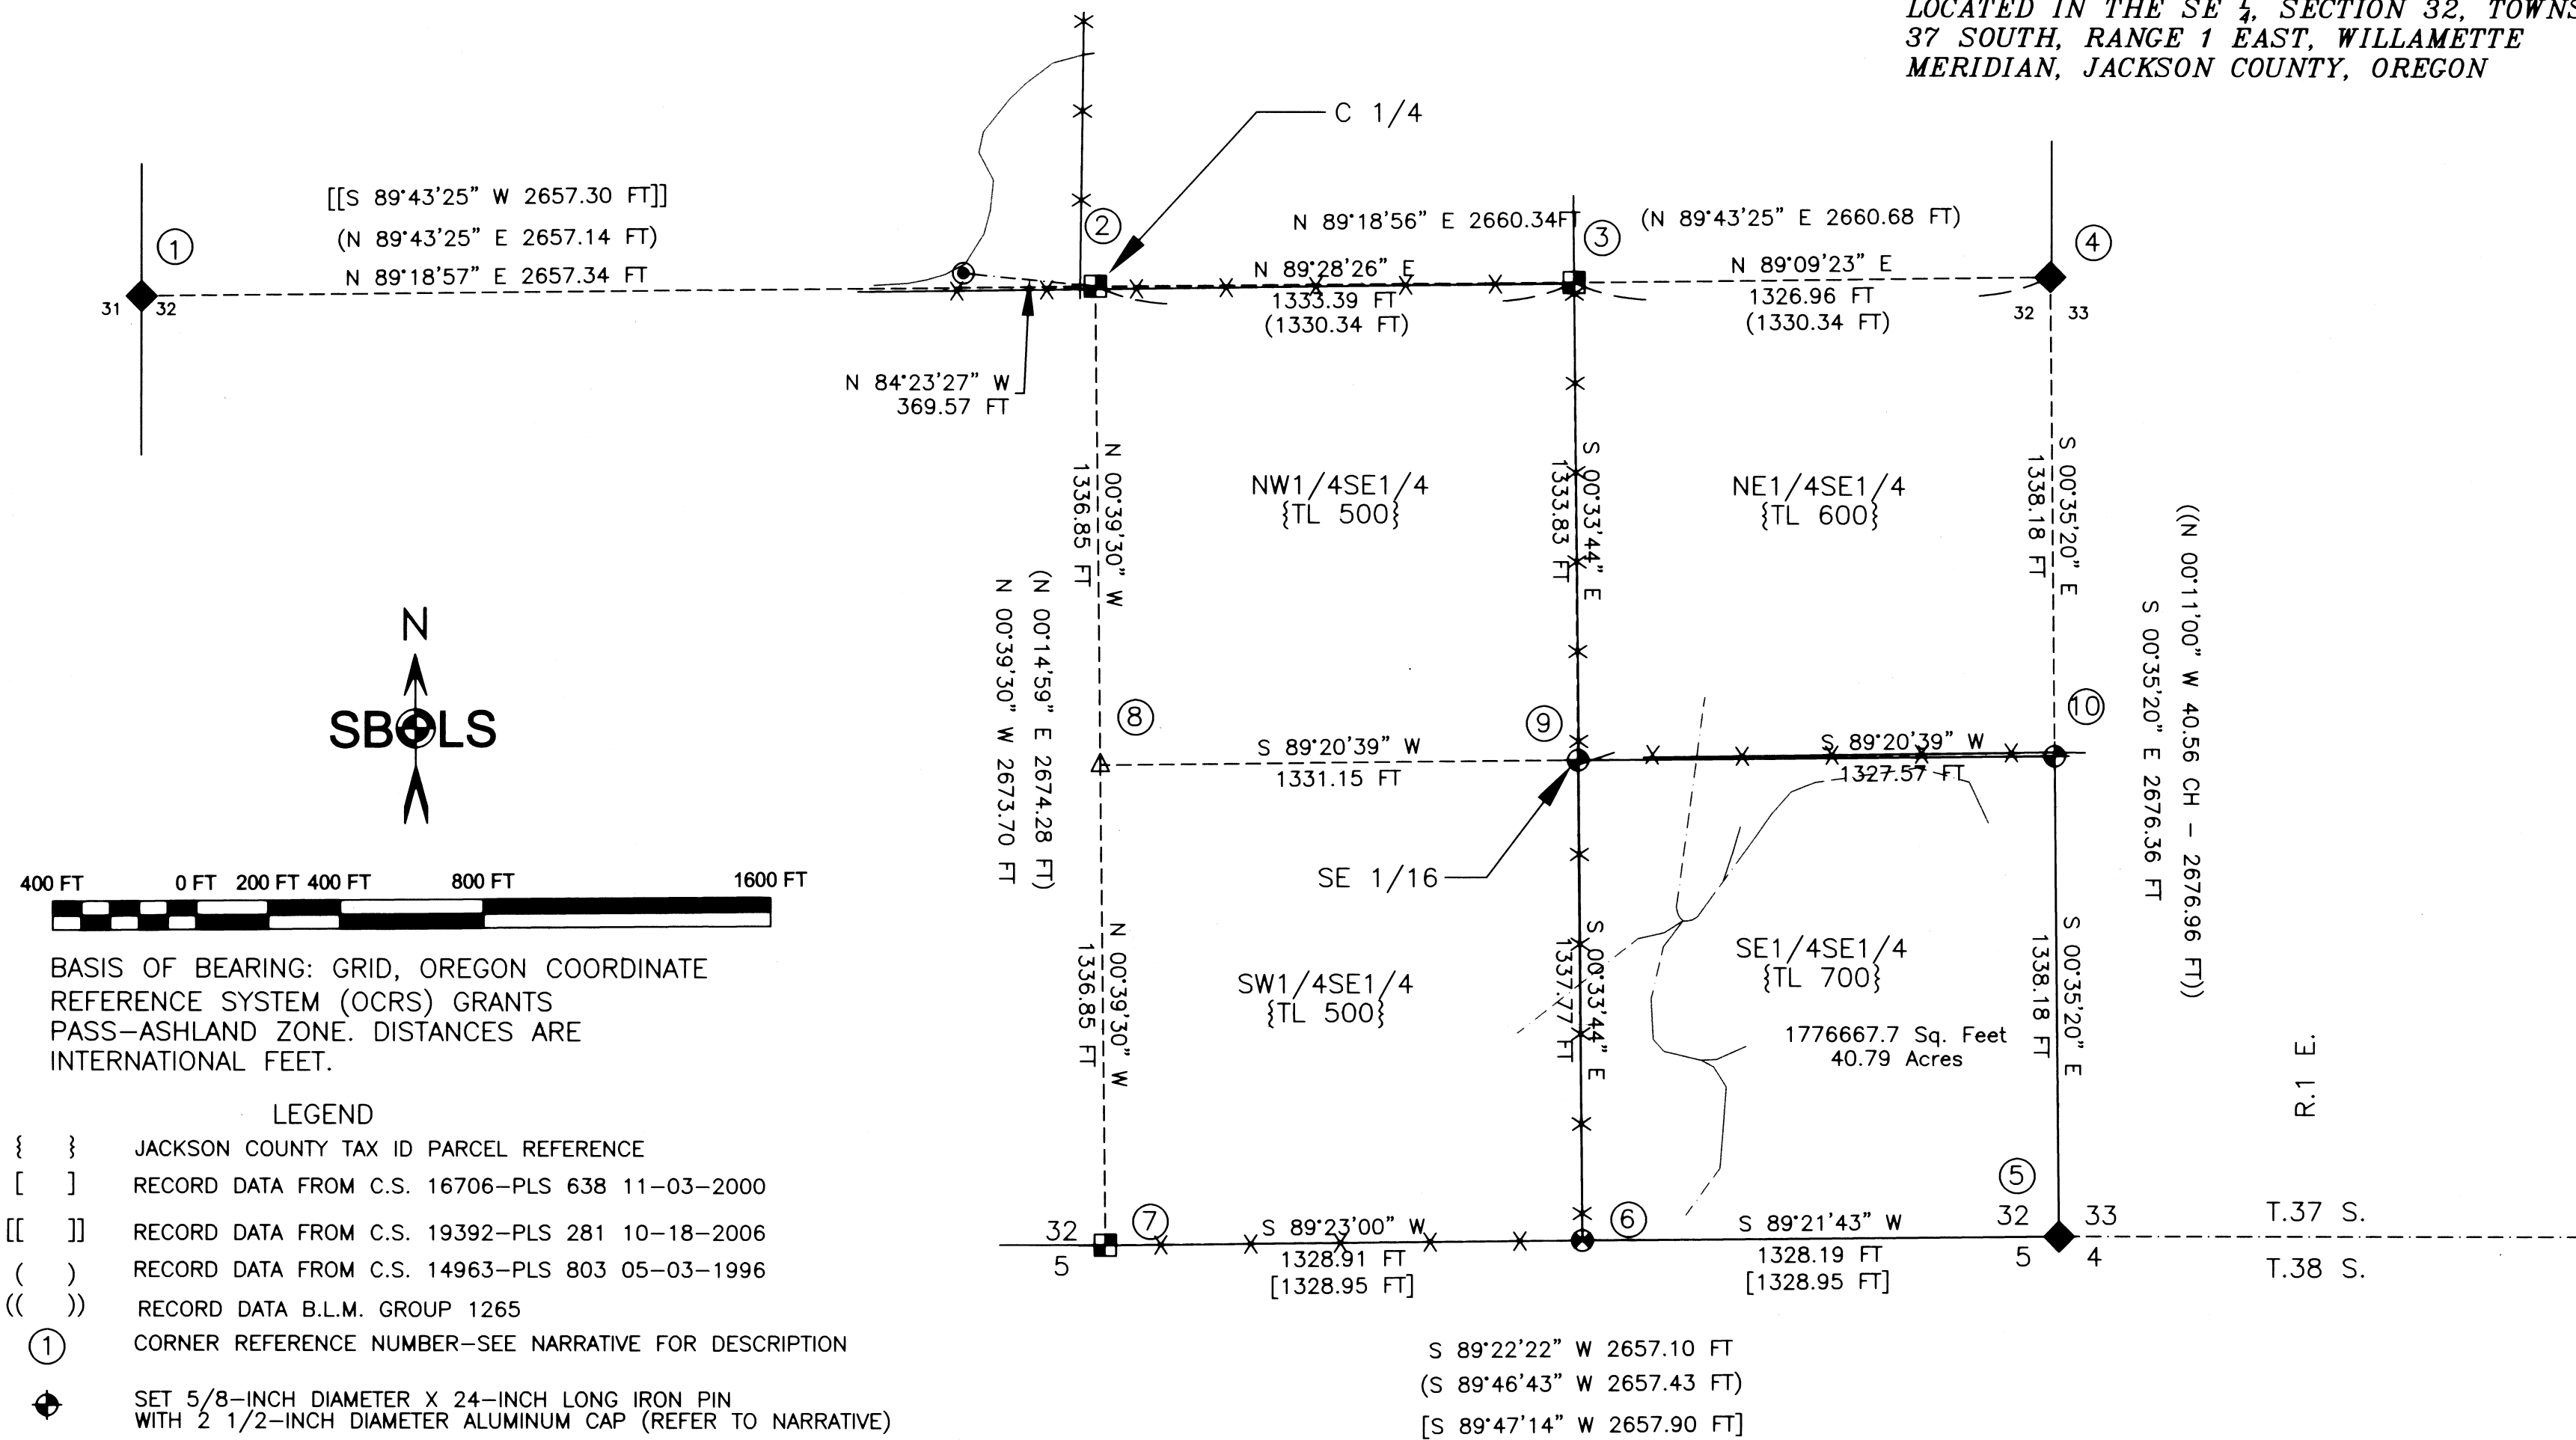 LOCATED IN THE SE 1/4, SECTION 32, TOWNS
37 SOUTH, RANGE 1 EAST, WILLAMETTE
MERIDIAN, JACKSON COUNTY, OREGON
C 1/4
[[S 89°43'25" W 2657.30 FT]]
(N 89°43'25" E 2657.14 FT)
N 89°18'57" E 2657.34 FT
1
31 32
2
N 89°18'56" E 2660.34FT
3
(N 89°43'25" E 2660.68 FT)
4
N 89°28'26" E
1333.39 FT
(1330.34 FT)
N 89°09'23" E
1326.96 FT
(1330.34 FT)
32 33
N 84°23'27" W
369.57 FT
N 00°39'30" W
1336.85 FT
NW1/4SE1/4
{TL 500}
S 00°33'44" E
1333.83 FT
NE1/4SE1/4
{TL 600}
S 00°35'20" E
1338.18 FT
((N 00°11'00" W 40.56 CH - 2676.96 FT))
S 00°35'20" E 2676.36 FT
(N 00°14'59" E 2674.28 FT)
N 00°39'30" W 2673.70 FT
N
SB LS
8
S 89°20'39" W
1331.15 FT
9
S 89°20'39" W
1327.57 FT
10
SE 1/16
400 FT 0 FT 200 FT 400 FT 800 FT 1600 FT
BASIS OF BEARING: GRID, OREGON COORDINATE
REFERENCE SYSTEM (OCRS) GRANTS
PASS-ASHLAND ZONE. DISTANCES ARE
INTERNATIONAL FEET.
N 00°39'30" W
1336.85 FT
SW1/4SE1/4
{TL 500}
S 00°33'44" E
1337.77 FT
SE1/4SE1/4
{TL 700}
1776667.7 Sq. Feet
40.79 Acres
S 00°35'20" E
1338.18 FT
R.1 E.
LEGEND
{ } JACKSON COUNTY TAX ID PARCEL REFERENCE
[ ] RECORD DATA FROM C.S. 16706-PLS 638 11-03-2000
[[ ]] RECORD DATA FROM C.S. 19392-PLS 281 10-18-2006
( ) RECORD DATA FROM C.S. 14963-PLS 803 05-03-1996
(( )) RECORD DATA B.L.M. GROUP 1265
1 CORNER REFERENCE NUMBER-SEE NARRATIVE FOR DESCRIPTION
SET 5/8-INCH DIAMETER X 24-INCH LONG IRON PIN
WITH 2 1/2-INCH DIAMETER ALUMINUM CAP (REFER TO NARRATIVE)
32
5
7
S 89°23'00" W
1328.91 FT
[1328.95 FT]
6
S 89°21'43" W
1328.19 FT
[1328.95 FT]
5
32 33
5 4
T.37 S.
T.38 S.
S 89°22'22" W 2657.10 FT
(S 89°46'43" W 2657.43 FT)
[S 89°47'14" W 2657.90 FT]